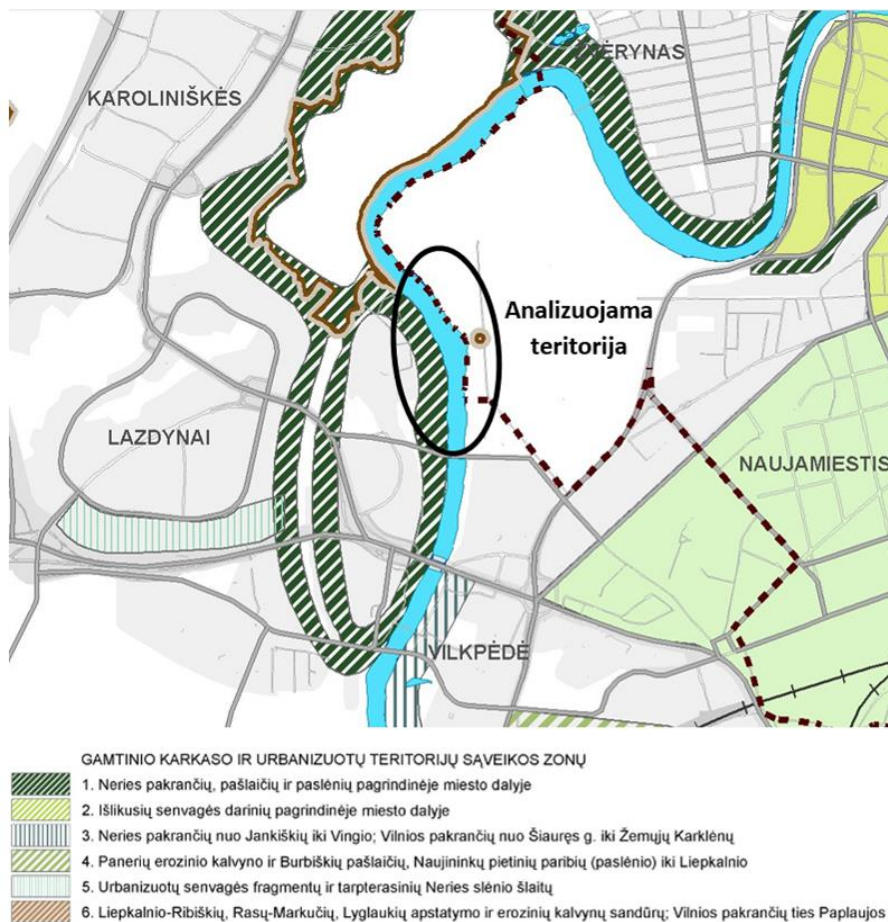 KAROLINIŠKĖS
ŽVĖRYNAS
Analizuojama
teritorija
LAZDYNAI
NAUJAMIESTIS
VILKPĖDĖ
GAMTINIO KARKASO IR URBANIZUOTŲ TERITORIJŲ SĄVEIKOS ZONŲ
1. Neries pakrančių, pašlaičių ir paslėnių pagrindinėje miesto dalyje
2. Išlikusių senvagės darinių pagrindinėje miesto dalyje
3. Neries pakrančių nuo Jankiškių iki Vingio; Vilnios pakrančių nuo Šiaurės g. iki Žemųjų Karklėnų
4. Panerių erozinio kalvyno ir Burbiškių pašlaičių, Naujininkų pietinių paribių (paslėnio) iki Liepkalnio
5. Urbanizuotų senvagės fragmentų ir tarpterasinių Neries slėnio šlaitų
6. Liepkalnio-Ribiškių, Rasų-Markučių, Lyglaukių apstatymo ir erozinių kalvynų sandūrų; Vilnios pakrančių ties Paplaujos